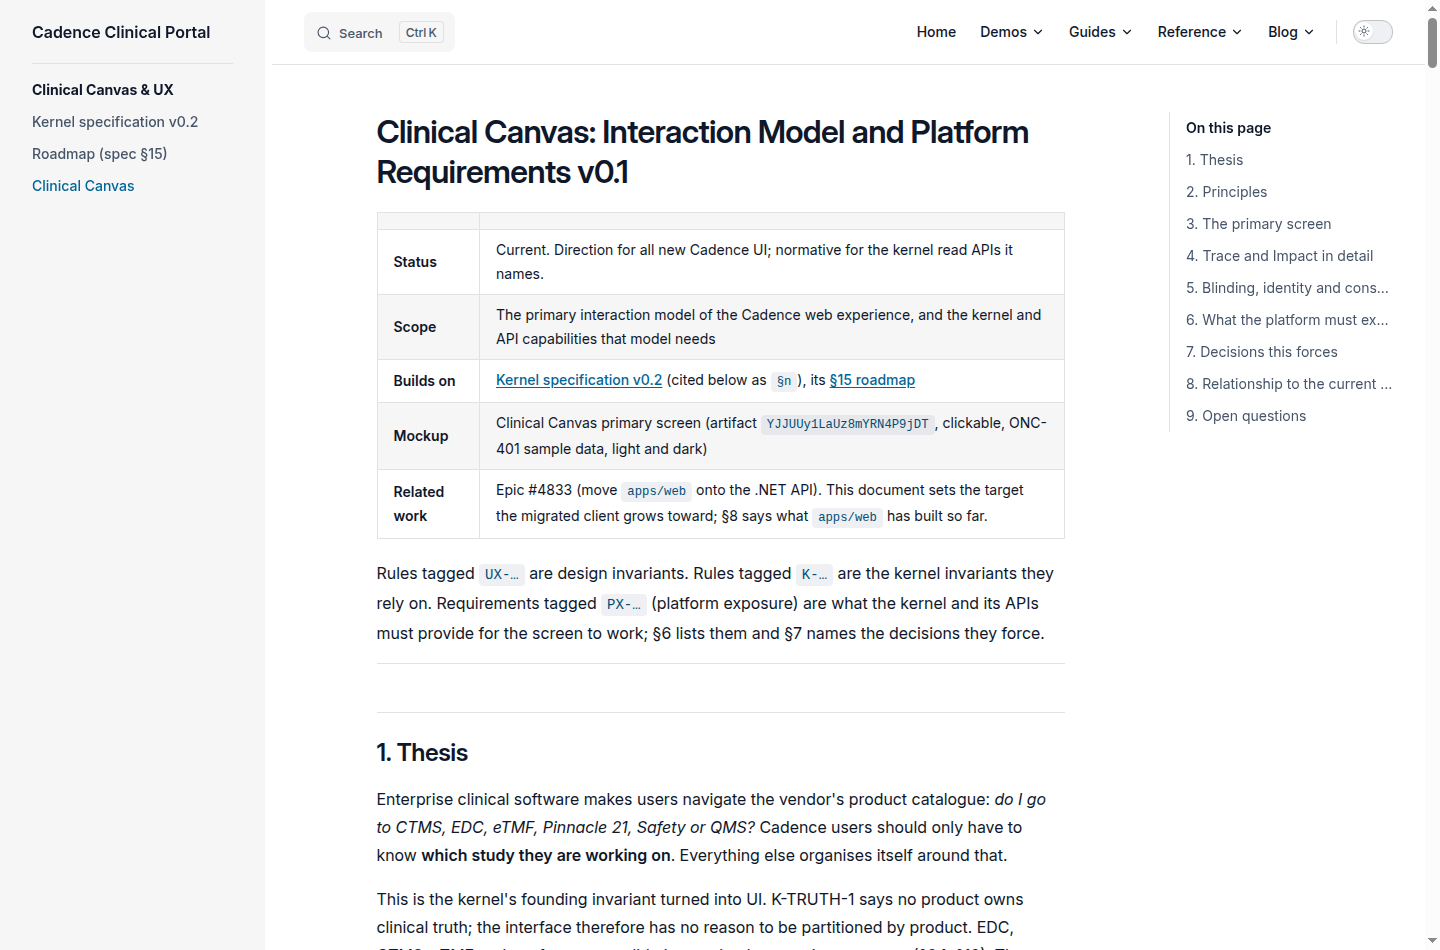 Cadence Clinical Portal
Search Ctrl K
Home Demos Guides Reference Blog
Clinical Canvas & UX
Kernel specification v0.2
Roadmap (spec §15)
Clinical Canvas
Clinical Canvas: Interaction Model and Platform
Requirements v0.1
Status
Current. Direction for all new Cadence UI; normative for the kernel read APIs it
names.
Scope
The primary interaction model of the Cadence web experience, and the kernel and
API capabilities that model needs
Builds on
Kernel specification v0.2 (cited below as §n), its §15 roadmap
Mockup
Clinical Canvas primary screen (artifact YJJUUy1LaUz8mYRN4P9jDT, clickable, ONC-
401 sample data, light and dark)
Related
work
Epic #4833 (move apps/web onto the .NET API). This document sets the target
the migrated client grows toward; §8 says what apps/web has built so far.
Rules tagged UX-… are design invariants. Rules tagged K-… are the kernel invariants they
rely on. Requirements tagged PX-… (platform exposure) are what the kernel and its APIs
must provide for the screen to work; §6 lists them and §7 names the decisions they force.
1. Thesis
Enterprise clinical software makes users navigate the vendor's product catalogue: do I go
to CTMS, EDC, eTMF, Pinnacle 21, Safety or QMS? Cadence users should only have to
know which study they are working on. Everything else organises itself around that.
This is the kernel's founding invariant turned into UI. K-TRUTH-1 says no product owns
clinical truth; the interface therefore has no reason to be partitioned by product. EDC,
On this page
1. Thesis
2. Principles
3. The primary screen
4. Trace and Impact in detail
5. Blinding, identity and cons...
6. What the platform must ex...
7. Decisions this forces
8. Relationship to the current ...
9. Open questions